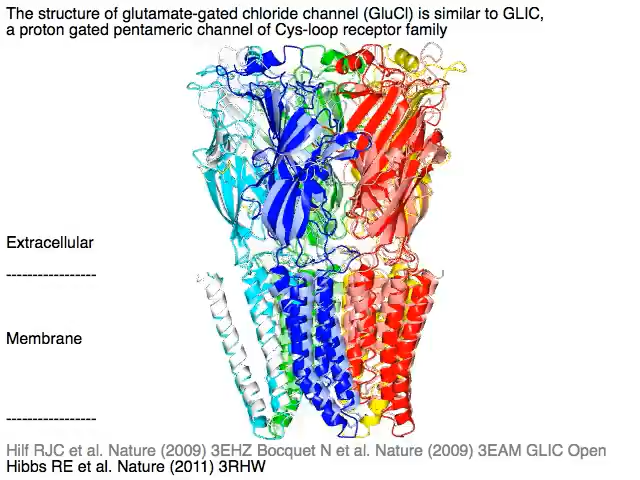 The structure of glutamate-gated chloride channel (GluCl) is similar to GLIC,
a proton gated pentameric channel of Cys-loop receptor family
Extracellular
-----------------
Membrane
-----------------
Hilf RJC et al. Nature (2009) 3EHZ Bocquet N et al. Nature (2009) 3EAM GLIC Open
Hibbs RE et al. Nature (2011) 3RHW